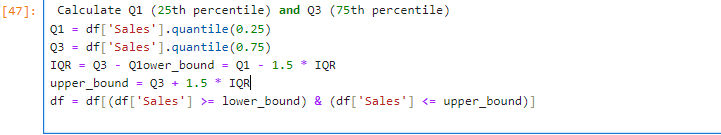 [47]: Calculate Q1 (25th percentile) and Q3 (75th percentile)
Q1 = df['Sales'].quantile(0.25)
Q3 = df['Sales'].quantile(0.75)
IQR = Q3 - Q1ower_bound = Q1 - 1.5 * IQR
upper_bound = Q3 + 1.5 * IQR
df = df[(df['Sales'] >= lower_bound) & (df['Sales'] <= upper_bound)]